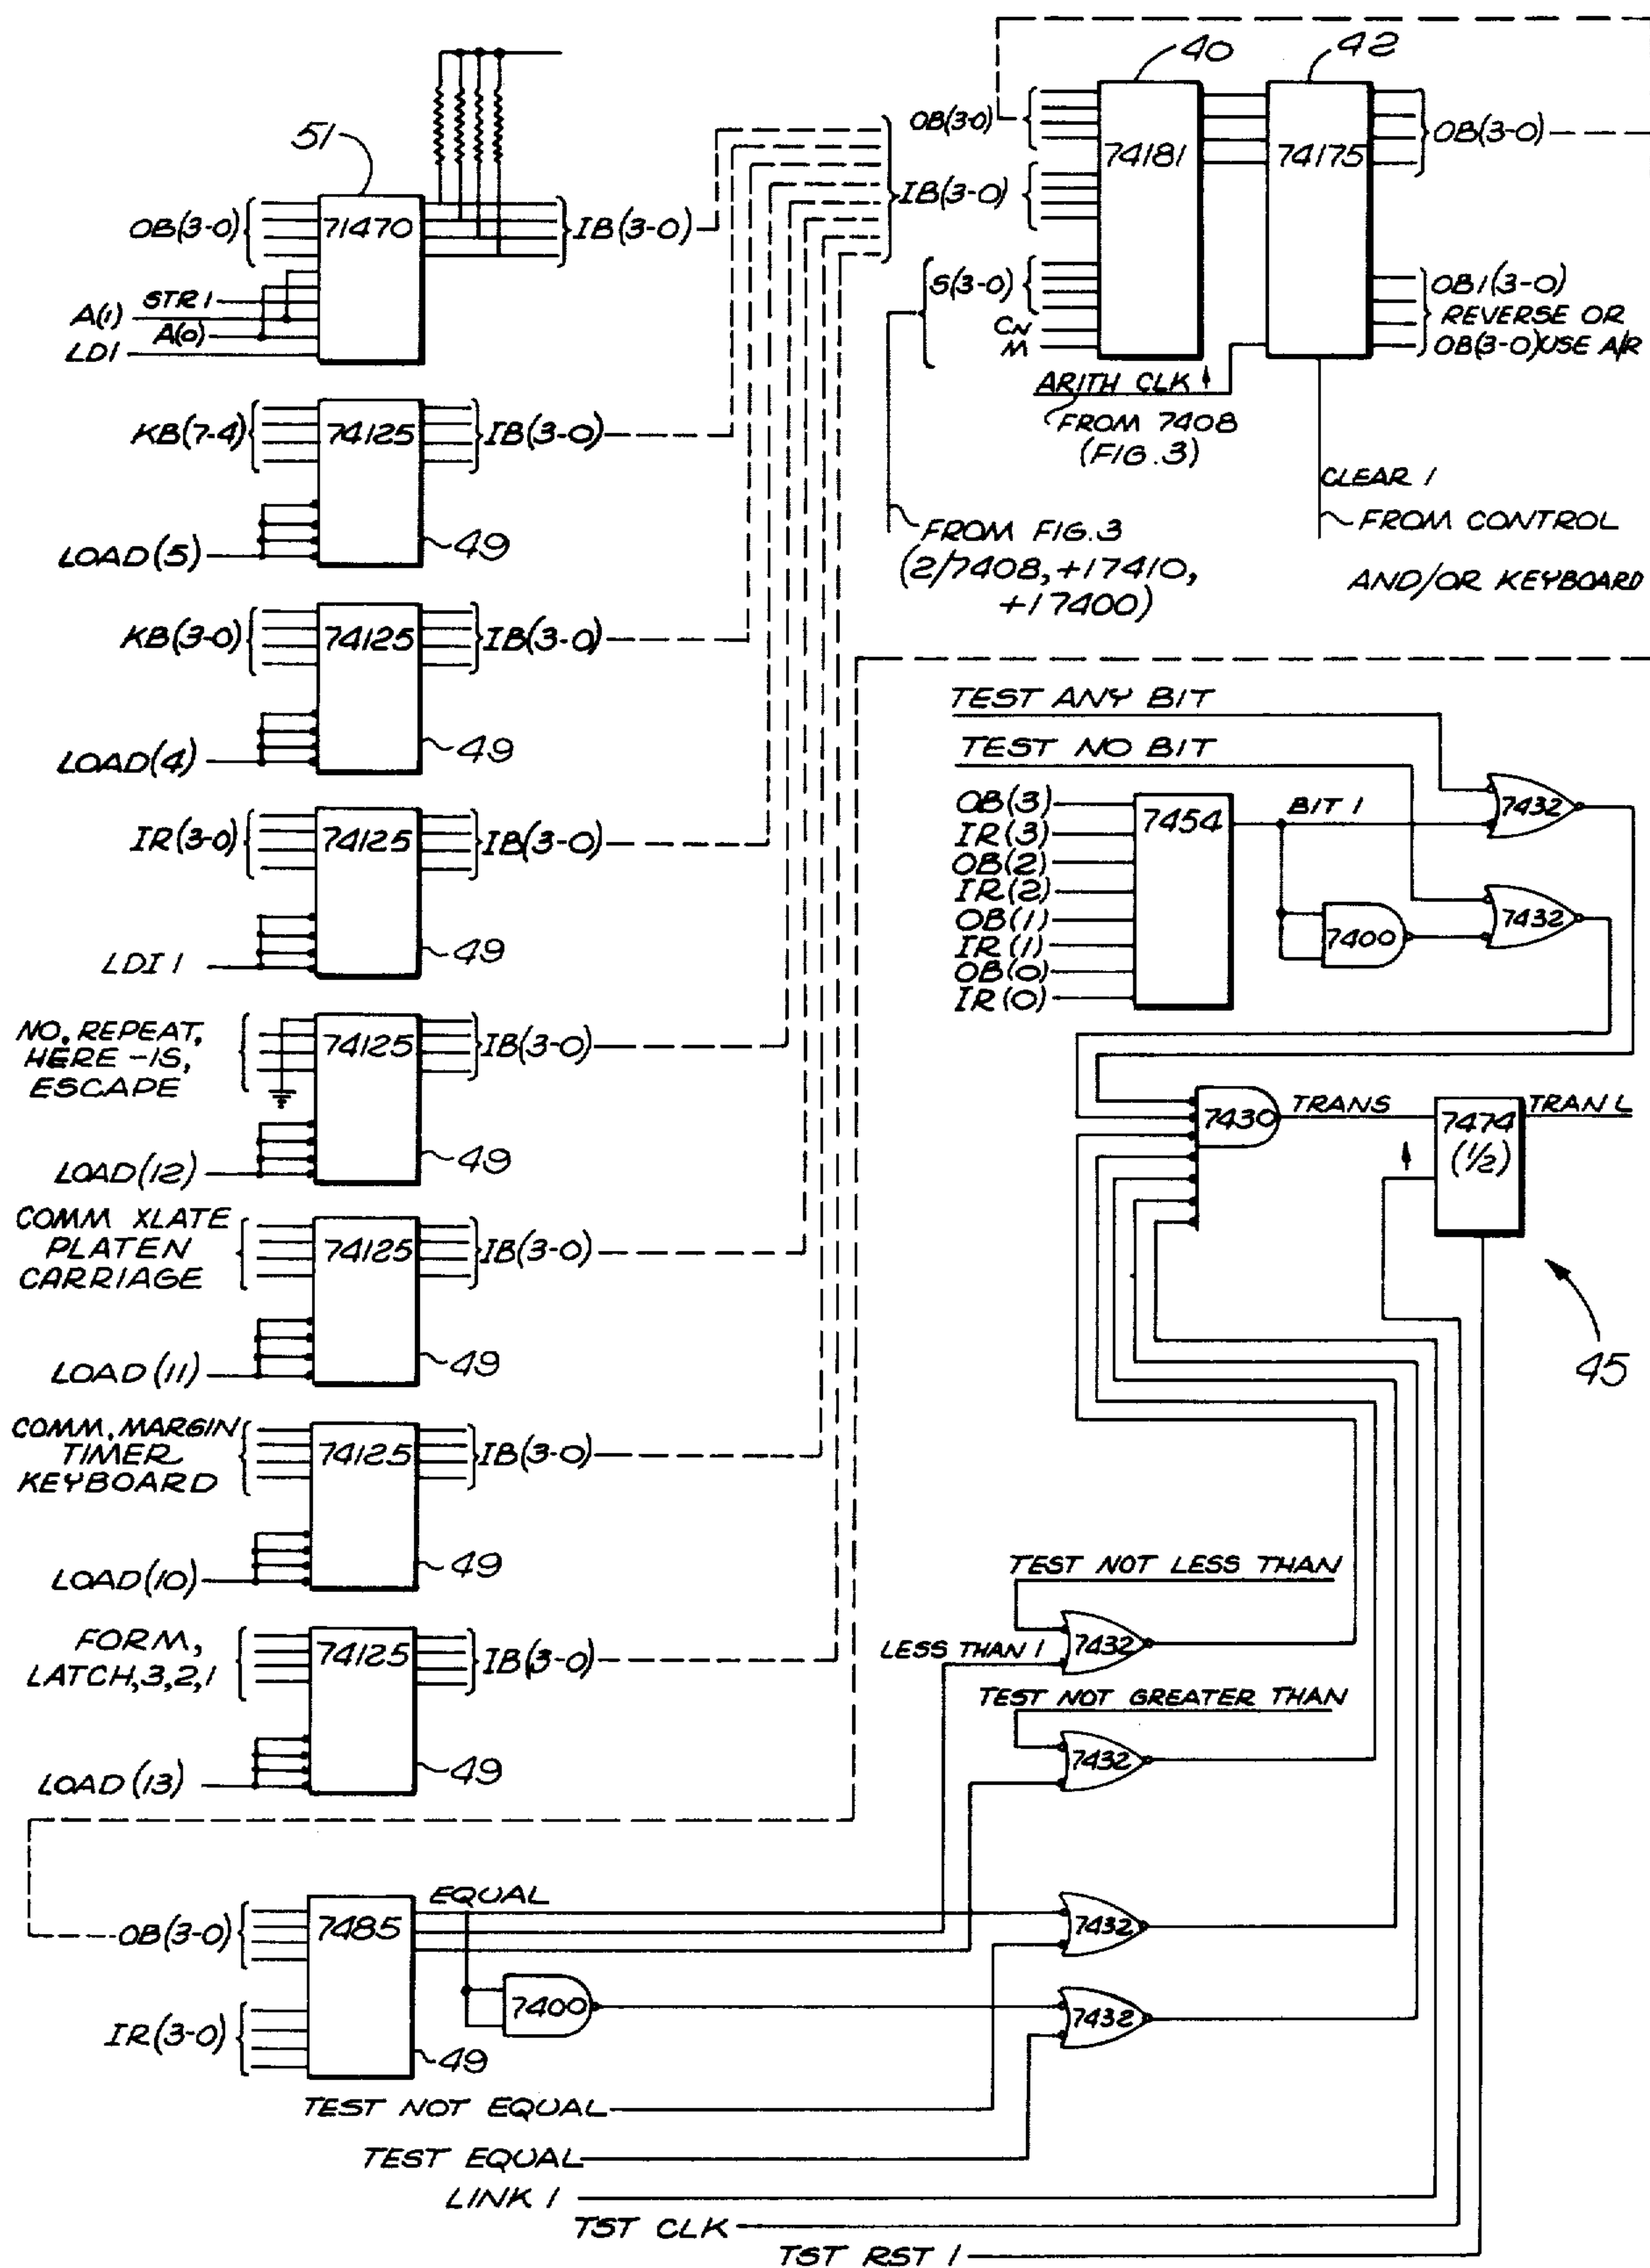 51
OB(3-0)
71470
IB(3-0)
STR 1
A(1)
A(0)
LD1
KB(7-4)
74125
IB(3-0)
LOAD(5)
49
KB(3-0)
74125
IB(3-0)
LOAD(4)
49
IR(3-0)
74125
IB(3-0)
LDI 1
49
NO, REPEAT,
HERE-IS,
ESCAPE
74125
IB(3-0)
LOAD(12)
49
COMM XLATE
PLATEN
CARRIAGE
74125
IB(3-0)
LOAD(11)
49
COMM, MARGIN
TIMER
KEYBOARD
74125
IB(3-0)
LOAD(10)
49
FORM,
LATCH,3,2,1
74125
IB(3-0)
LOAD(13)
49
40
42
OB(3-0)
74181
74175
OB(3-0)
IB(3-0)
S(3-0)
CN
M
OB1(3-0)
REVERSE OR
OB(3-0)USE A/R
ARITH CLK
FROM 7408
(FIG.3)
CLEAR 1
FROM CONTROL
AND/OR KEYBOARD
FROM FIG.3
(2/7408,+17410,
+17400)
TEST ANY BIT
TEST NO BIT
OB(3)
IR(3)
OB(2)
IR(2)
OB(1)
IR(1)
OB(0)
IR(0)
7454
BIT 1
7432
7400
7432
7430
TRANS
7474
(1/2)
TRAN L
45
TEST NOT LESS THAN
LESS THAN 1
7432
TEST NOT GREATER THAN
7432
OB(3-0)
7485
EQUAL
7432
7400
7432
IR(3-0)
49
TEST NOT EQUAL
TEST EQUAL
LINK 1
TST CLK
TST RST 1